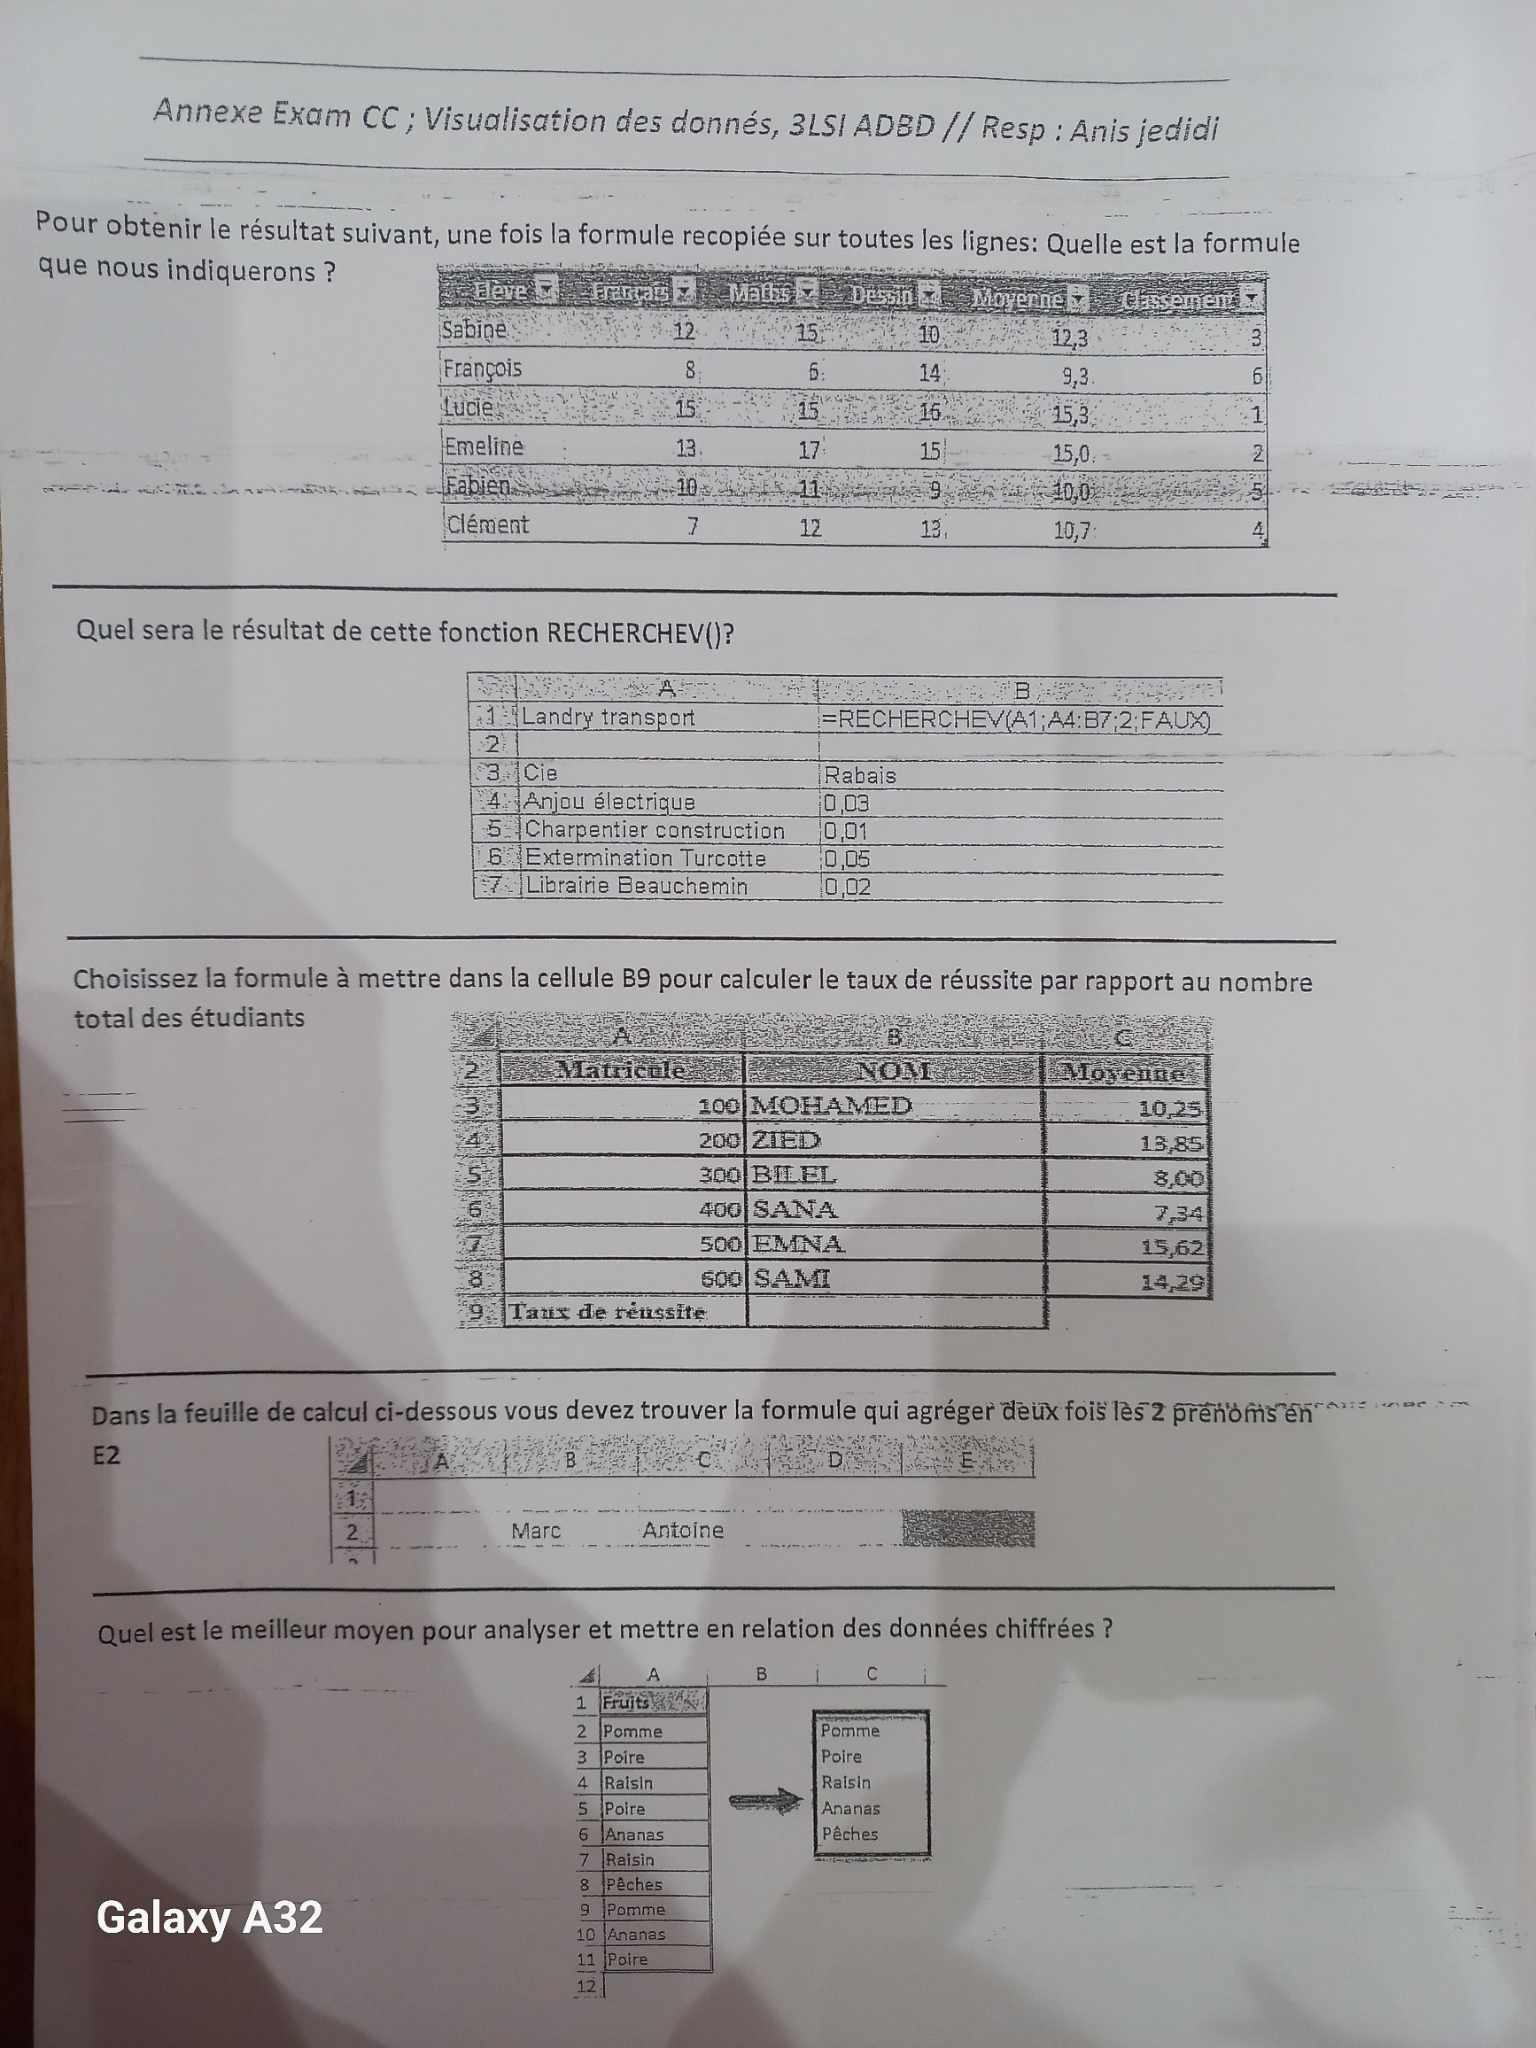 Annexe Exam CC ; Visualisation des donnés, 3LSI ADBD // Resp : Anis jedidi
Pour obtenir le résultat suivant, une fois la formule recopiée sur toutes les lignes: Quelle est la formule
que nous indiquerons ?
Elève Français Maths Dessin Moyenne Classement
Sabine 12 15 10 12,3 3
François 8 6 14 9,3 6
Lucie 15 15 16 15,3 1
Emeline 13 17 15 15,0 2
Fabien 10 11 9 10,0 5
Clément 7 12 13 10,7 4
Quel sera le résultat de cette fonction RECHERCHEV()?
A B
1 Landry transport =RECHERCHEV(A1;A4:B7;2;FAUX)
2
3 Cie Rabais
4 Anjou électrique 0,03
5 Charpentier construction 0,01
6 Extermination Turcotte 0,05
7 Librairie Beauchemin 0,02
Choisissez la formule à mettre dans la cellule B9 pour calculer le taux de réussite par rapport au nombre
total des étudiants
A B C
2 Matricule NOM Moyenne
3 100 MOHAMED 10,25
4 200 ZIED 13,85
5 300 BILEL 8,00
6 400 SANA 7,34
7 500 EMNA 15,62
8 600 SAMI 14,29
9 Taux de réussite
Dans la feuille de calcul ci-dessous vous devez trouver la formule qui agréger deux fois les 2 prénoms en
E2
A B C D E
1
2 Marc Antoine
Quel est le meilleur moyen pour analyser et mettre en relation des données chiffrées ?
A B C
1 Fruits
2 Pomme Pomme
3 Poire Poire
4 Raisin Raisin
5 Poire Ananas
6 Ananas Pêches
7 Raisin
8 Pêches
9 Pomme
10 Ananas
11 Poire
12
Galaxy A32